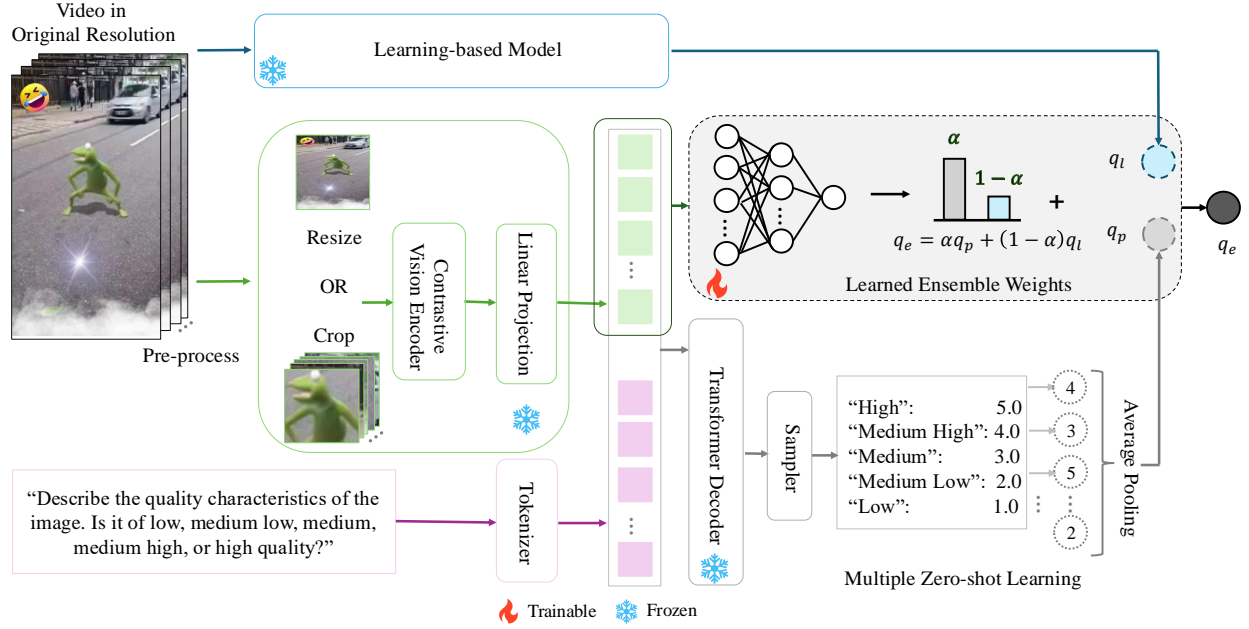 Video in
Original Resolution
Learning-based Model
Pre-process
Resize
OR
Crop
Contrastive
Vision Encoder
Linear Projection
α
1 − α
+
q_e = αq_p + (1 − α)q_l
Learned Ensemble Weights
q_l
q_p
q_e
“Describe the quality characteristics of the
image. Is it of low, medium low, medium,
medium high, or high quality?”
Tokenizer
Transformer Decoder
Sampler
“High”: 5.0
“Medium High”: 4.0
“Medium”: 3.0
“Medium Low”: 2.0
“Low”: 1.0
4
3
5
2
Average Pooling
Multiple Zero-shot Learning
Trainable
Frozen